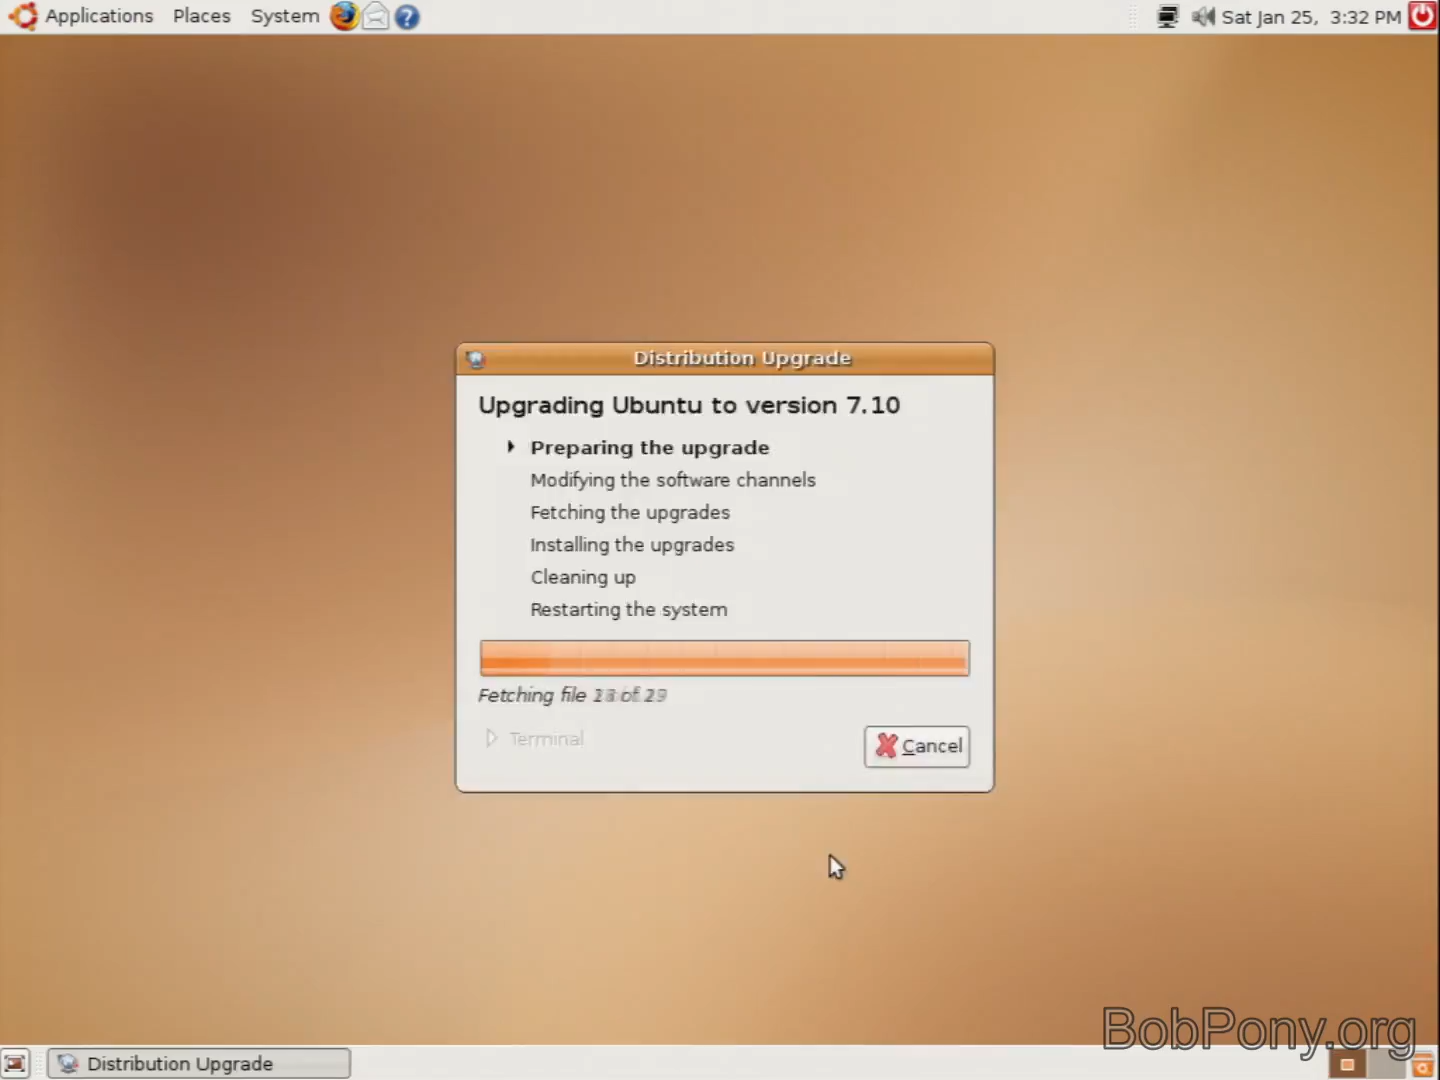 Applications Places System Sat Jan 25, 3:32 PM
Distribution Upgrade
Upgrading Ubuntu to version 7.10
Preparing the upgrade
Modifying the software channels
Fetching the upgrades
Installing the upgrades
Cleaning up
Restarting the system
Fetching file of
Terminal
Cancel
BobPony.org
Distribution Upgrade